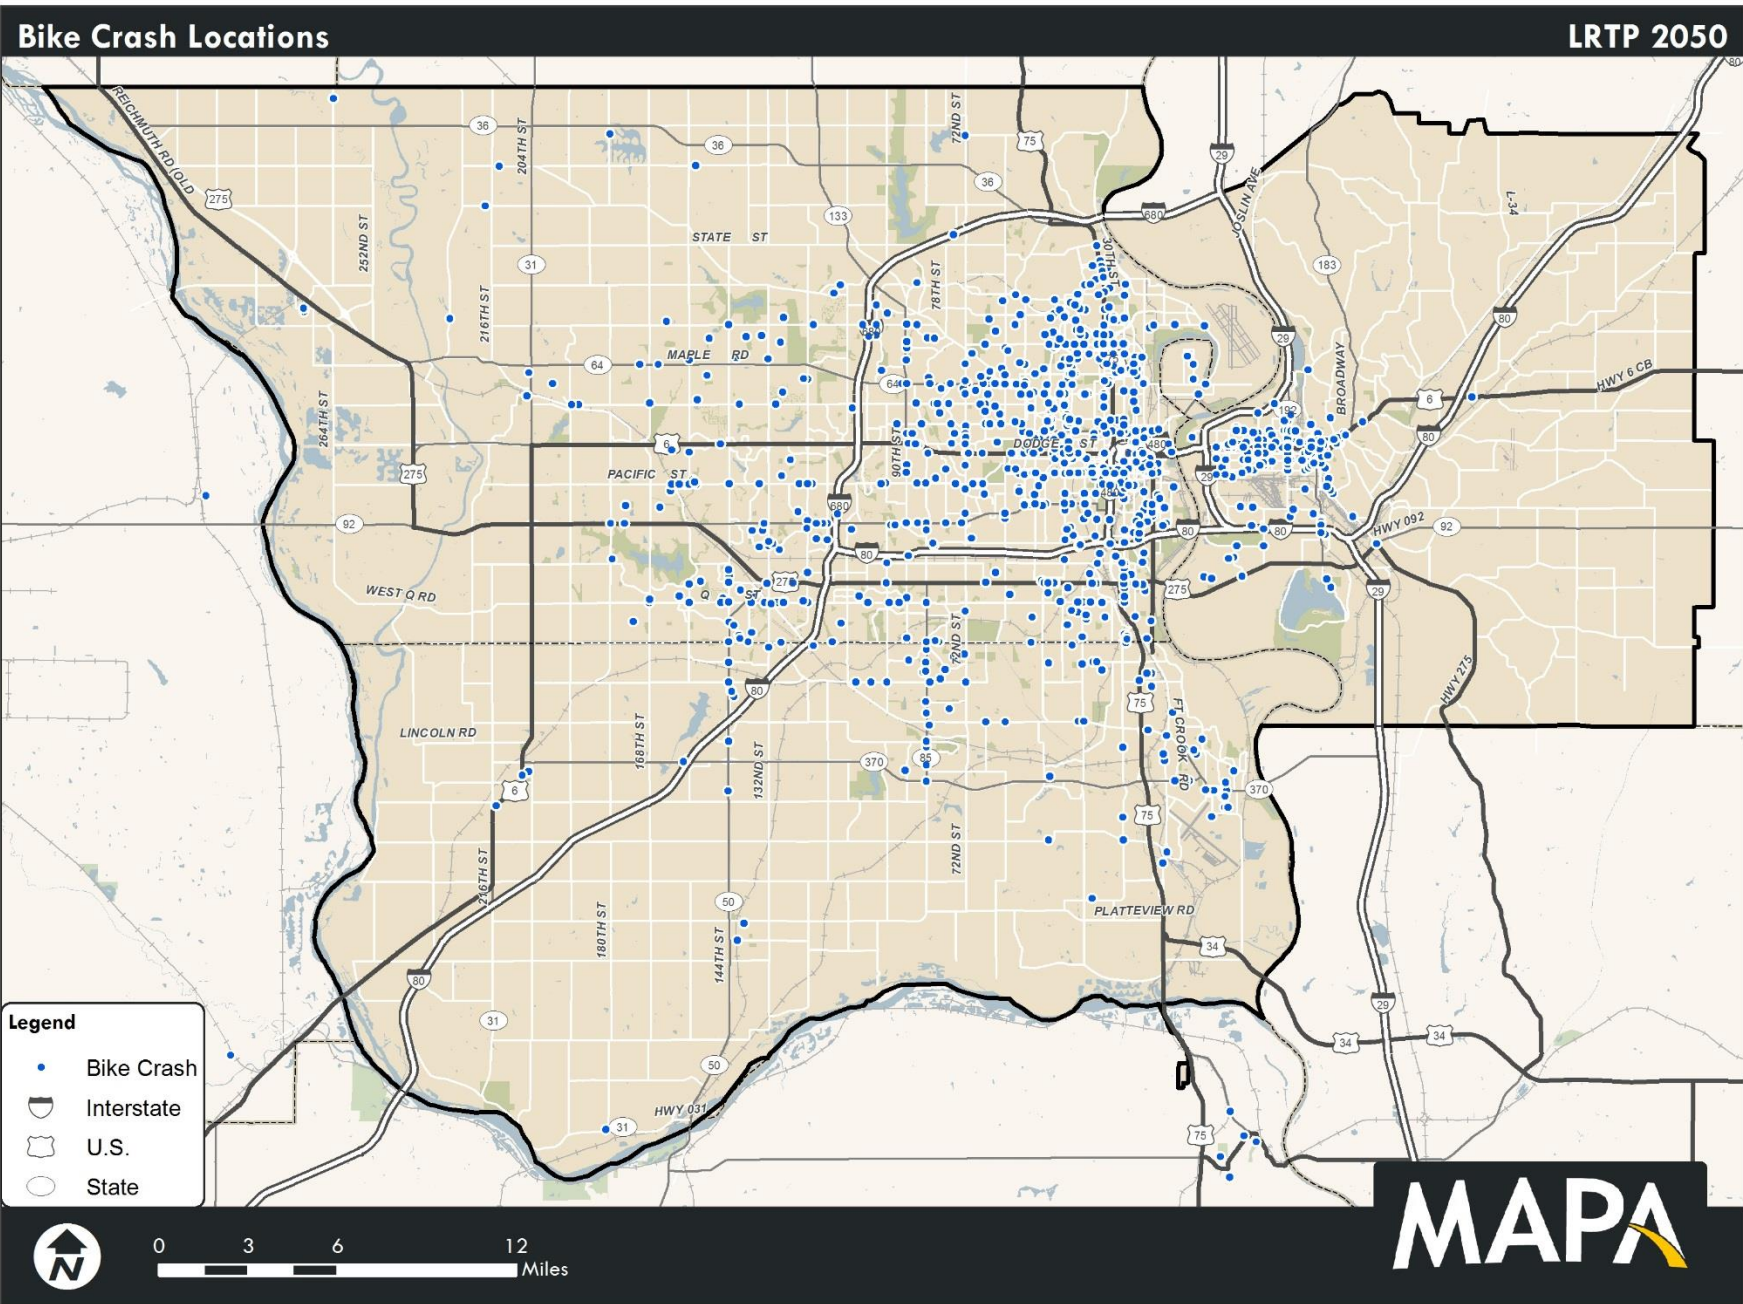 Bike Crash Locations
LRTP 2050
80
REICHMUTH RD/OLD
36
204TH ST
36
72ND ST
75
29
275
36
L-34
133
680
JOSLIN AVE
252ND ST
STATE ST
30TH ST
31
183
78TH ST
216TH ST
680
80
29
75
MAPLE RD
64
64
BROADWAY
HWY 6 CB
6
192
264TH ST
6
DODGE ST
480
80
90TH ST
275
PACIFIC ST
29
480
680
92
80
80
HWY 092
92
80
275
275
29
WEST Q RD
Q ST
72ND ST
80
75
HWY 275
FT CROOK RD
LINCOLN RD
168TH ST
132ND ST
370
85
6
370
75
216TH ST
72ND ST
50
PLATTEVIEW RD
180TH ST
144TH ST
34
80
29
31
34
34
50
HWY 031
31
75
Legend
Bike Crash
Interstate
U.S.
State
N
0 3 6 12
Miles
MAPA